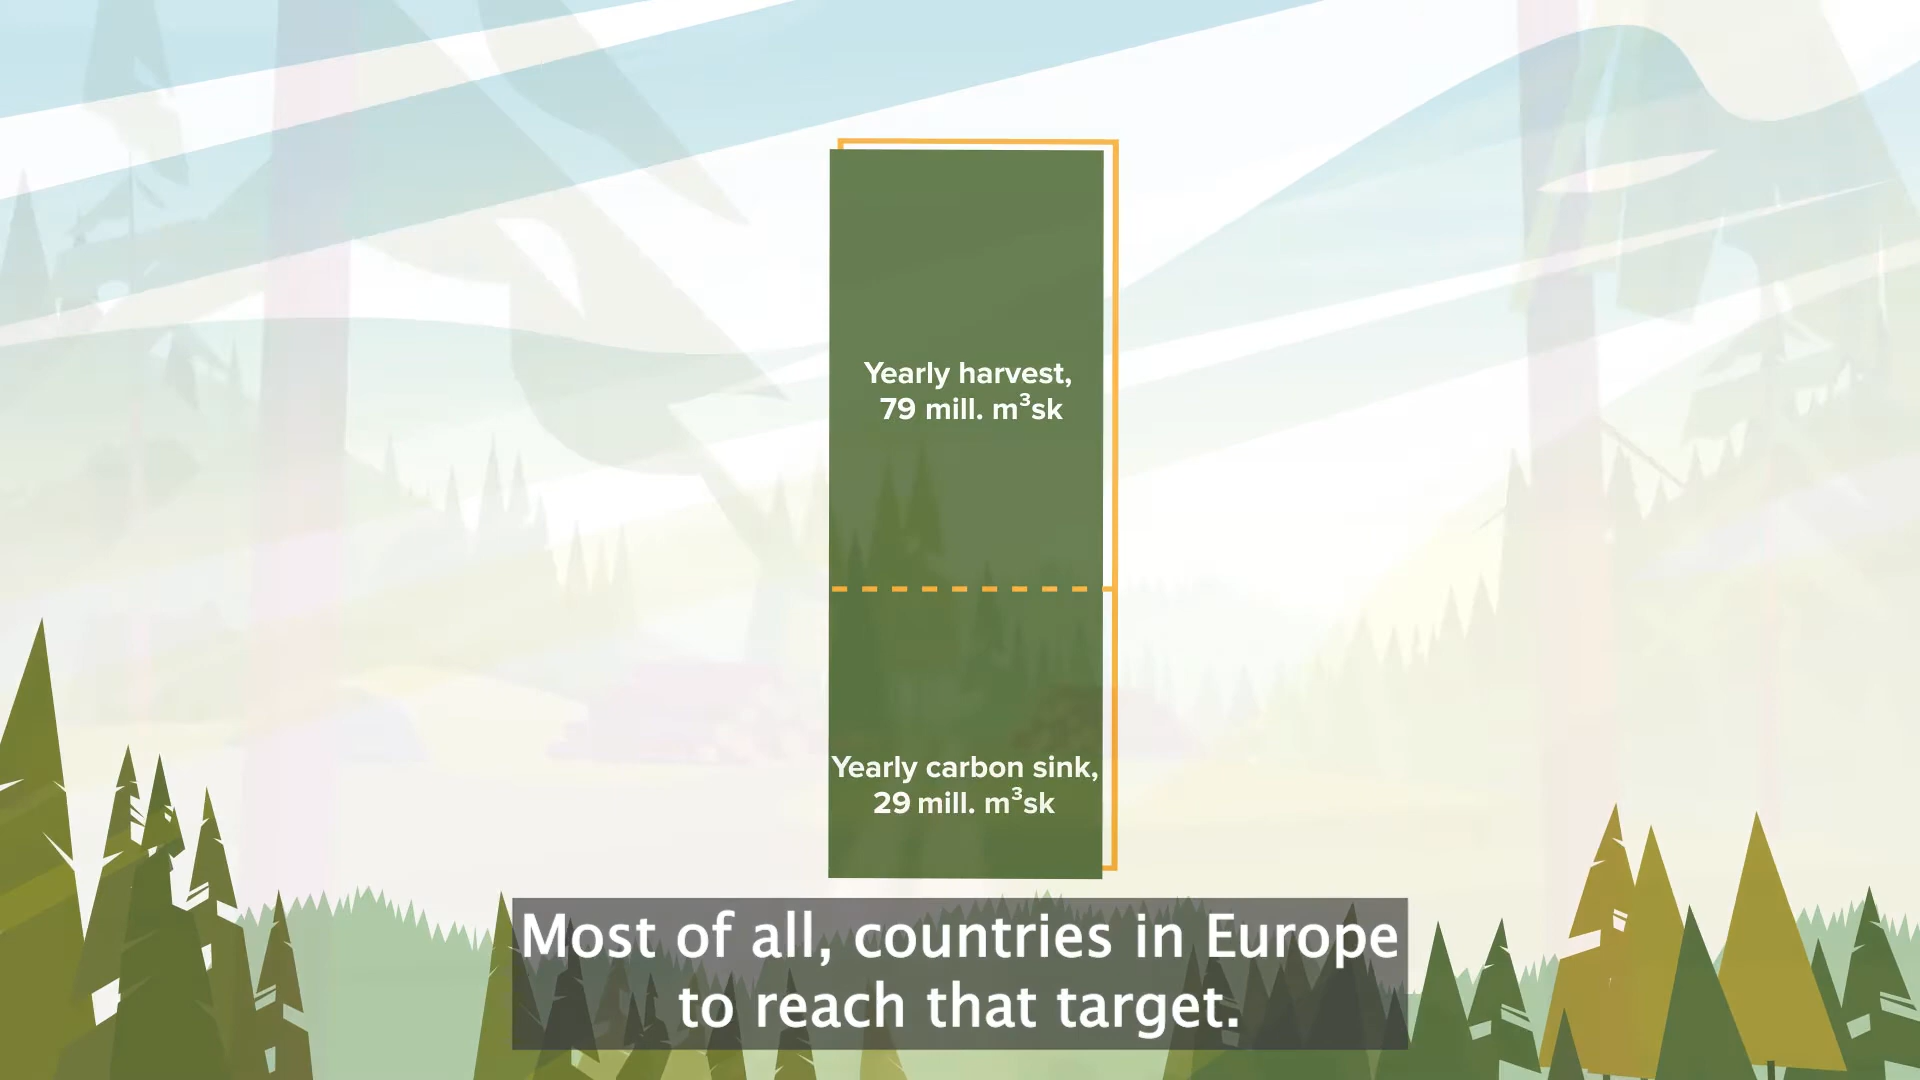 Yearly harvest,
79 mill. m³sk
Yearly carbon sink,
29 mill. m³sk
Most of all, countries in Europe
to reach that target.